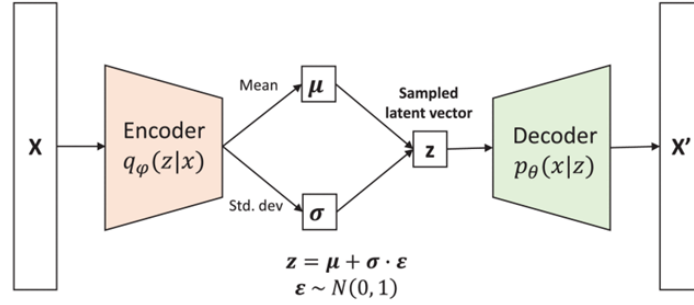 X
Encoder
qφ(z|x)
Mean
μ
Std. dev
σ
Sampled
latent vector
z
Decoder
pθ(x|z)
X'
z = μ + σ · ε
ε ~ N(0, 1)